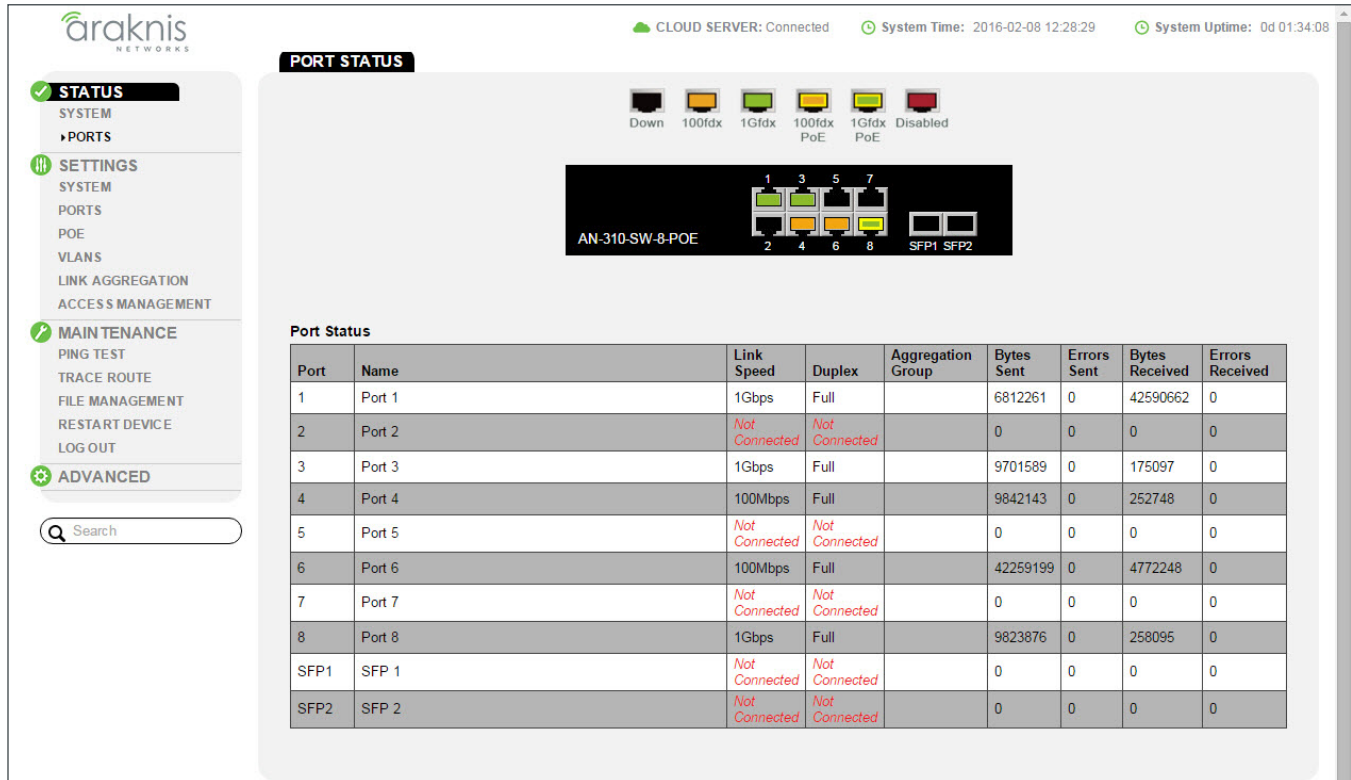 araknis
NETWORKS
CLOUD SERVER: Connected
System Time: 2016-02-08 12:28:29
System Uptime: 0d 01:34:08
STATUS
SYSTEM
▸PORTS
SETTINGS
SYSTEM
PORTS
POE
VLANS
LINK AGGREGATION
ACCESS MANAGEMENT
MAINTENANCE
PING TEST
TRACE ROUTE
FILE MANAGEMENT
RESTART DEVICE
LOG OUT
ADVANCED
Search
PORT STATUS
Down 100fdx 1Gfdx 100fdx PoE 1Gfdx PoE Disabled
1 3 5 7
AN-310-SW-8-POE
2 4 6 8 SFP1 SFP2
Port Status
Port Name Link Speed Duplex Aggregation Group Bytes Sent Errors Sent Bytes Received Errors Received
1 Port 1 1Gbps Full 6812261 0 42590662 0
2 Port 2 Not Connected Not Connected 0 0 0 0
3 Port 3 1Gbps Full 9701589 0 175097 0
4 Port 4 100Mbps Full 9842143 0 252748 0
5 Port 5 Not Connected Not Connected 0 0 0 0
6 Port 6 100Mbps Full 42259199 0 4772248 0
7 Port 7 Not Connected Not Connected 0 0 0 0
8 Port 8 1Gbps Full 9823876 0 258095 0
SFP1 SFP 1 Not Connected Not Connected 0 0 0 0
SFP2 SFP 2 Not Connected Not Connected 0 0 0 0